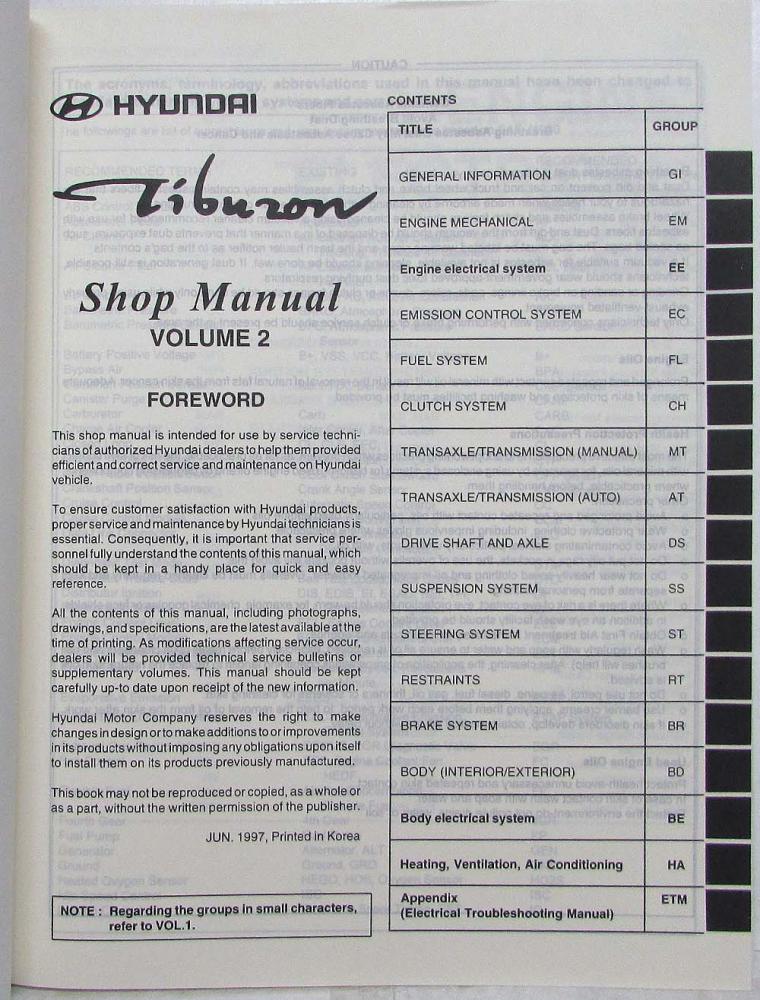 HYUNDAI
Tiburon
Shop Manual
VOLUME 2
FOREWORD
This shop manual is intended for use by service techni-
cians of authorized Hyundai dealers to help them provided
efficient and correct service and maintenance on Hyundai
vehicle.
To ensure customer satisfaction with Hyundai products,
proper service and maintenance by Hyundai technicians is
essential. Consequently, it is important that service per-
sonnel fully understand the contents of this manual, which
should be kept in a handy place for quick and easy
reference.
All the contents of this manual, including photographs,
drawings, and specifications, are the latest available at the
time of printing. As modifications affecting service occur,
dealers will be provided technical service bulletins or
supplementary volumes. This manual should be kept
carefully up-to date upon receipt of the new information.
Hyundai Motor Company reserves the right to make
changes in design or to make additions to or improvements
in its products without imposing any obligations upon itself
to install them on its products previously manufactured.
This book may not be reproduced or copied, as a whole or
as a part, without the written permission of the publisher.
JUN. 1997, Printed in Korea
NOTE : Regarding the groups in small characters,
refer to VOL.1.
CONTENTS
TITLE GROUP
GENERAL INFORMATION GI
ENGINE MECHANICAL EM
Engine electrical system EE
EMISSION CONTROL SYSTEM EC
FUEL SYSTEM FL
CLUTCH SYSTEM CH
TRANSAXLE/TRANSMISSION (MANUAL) MT
TRANSAXLE/TRANSMISSION (AUTO) AT
DRIVE SHAFT AND AXLE DS
SUSPENSION SYSTEM SS
STEERING SYSTEM ST
RESTRAINTS RT
BRAKE SYSTEM BR
BODY (INTERIOR/EXTERIOR) BD
Body electrical system BE
Heating, Ventilation, Air Conditioning HA
Appendix ETM
(Electrical Troubleshooting Manual)